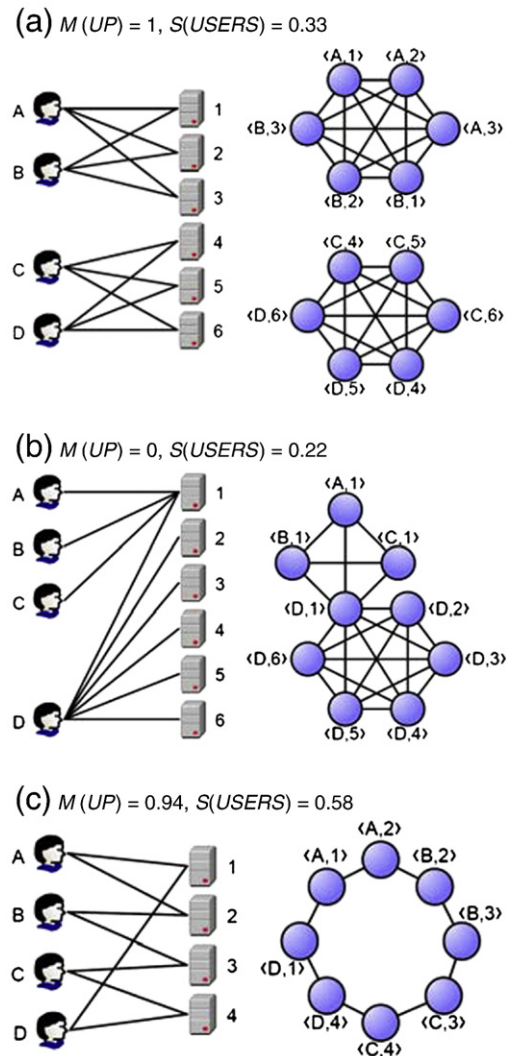 (a) M (UP) = 1, S(USERS) = 0.33
A
B
C
D
1
2
3
4
5
6
‹A,1›
‹A,2›
‹B,3›
‹A,3›
‹B,2›
‹B,1›
‹C,4›
‹C,5›
‹D,6›
‹C,6›
‹D,5›
‹D,4›
(b) M (UP) = 0, S(USERS) = 0.22
A
B
C
D
1
2
3
4
5
6
‹A,1›
‹B,1›
‹C,1›
‹D,1›
‹D,2›
‹D,6›
‹D,3›
‹D,5›
‹D,4›
(c) M (UP) = 0.94, S(USERS) = 0.58
A
B
C
D
1
2
3
4
‹A,2›
‹A,1›
‹B,2›
‹B,3›
‹D,1›
‹D,4›
‹C,3›
‹C,4›